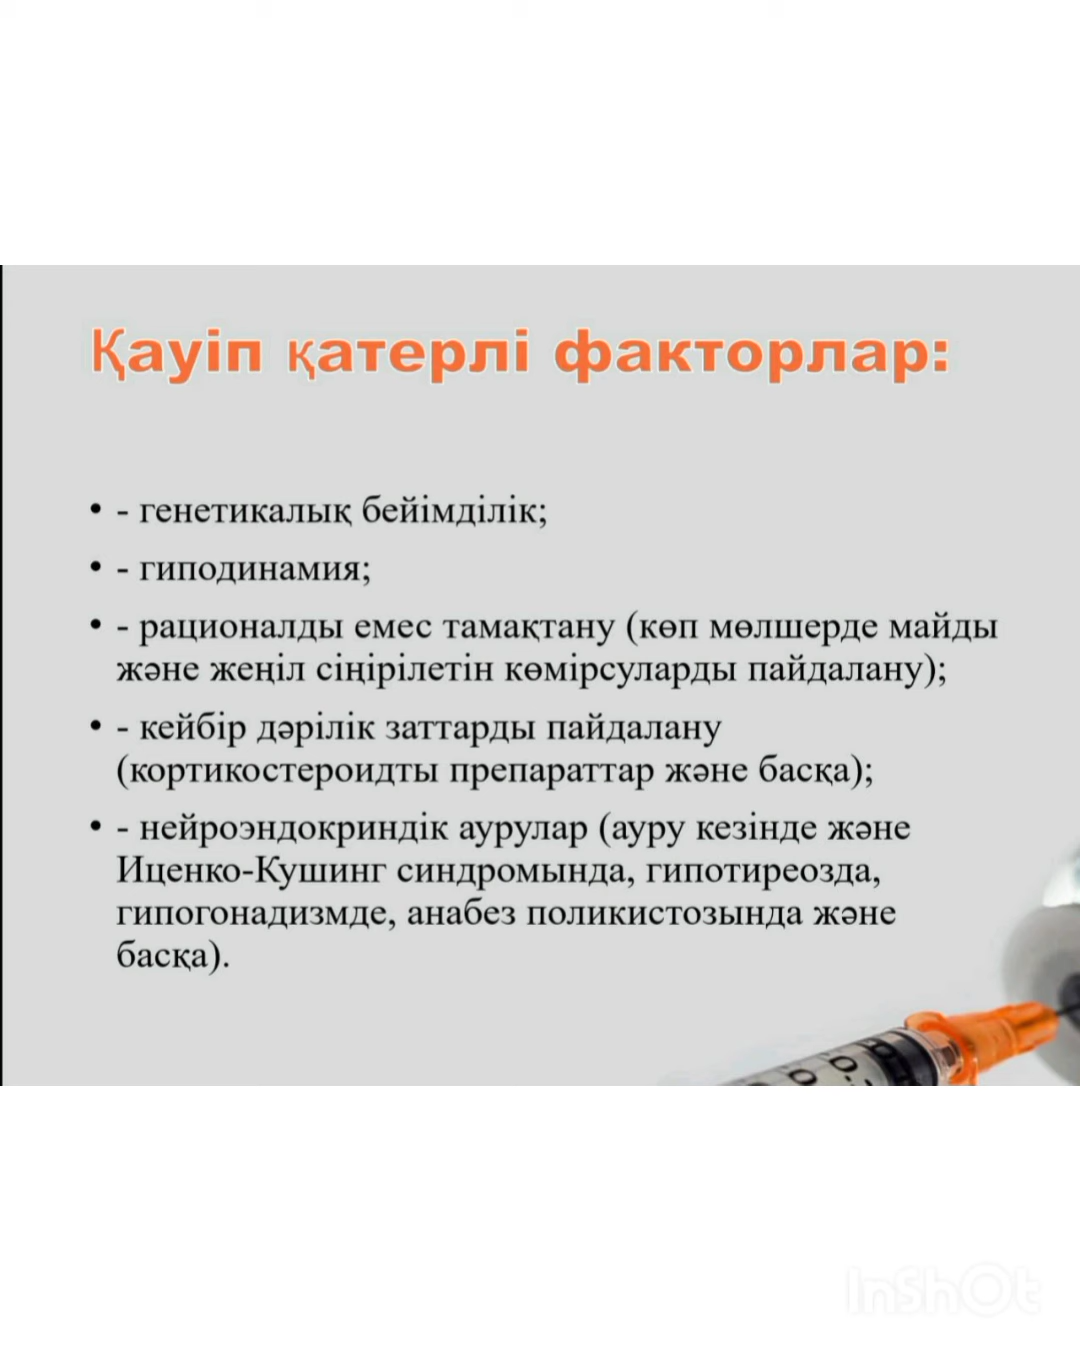 Қауіп қатерлі факторлар:
• - генетикалық бейімділік;
• - гиподинамия;
• - рационалды емес тамақтану (көп мөлшерде майды
және жеңіл сіңірілетін көмірсуларды пайдалану);
• - кейбір дәрілік заттарды пайдалану
(кортикостероидты препараттар және басқа);
• - нейроэндокриндік аурулар (ауру кезінде және
Иценко-Кушинг синдромында, гипотиреозда,
гипогонадизмде, анабез поликистозында және
басқа).
InShOt